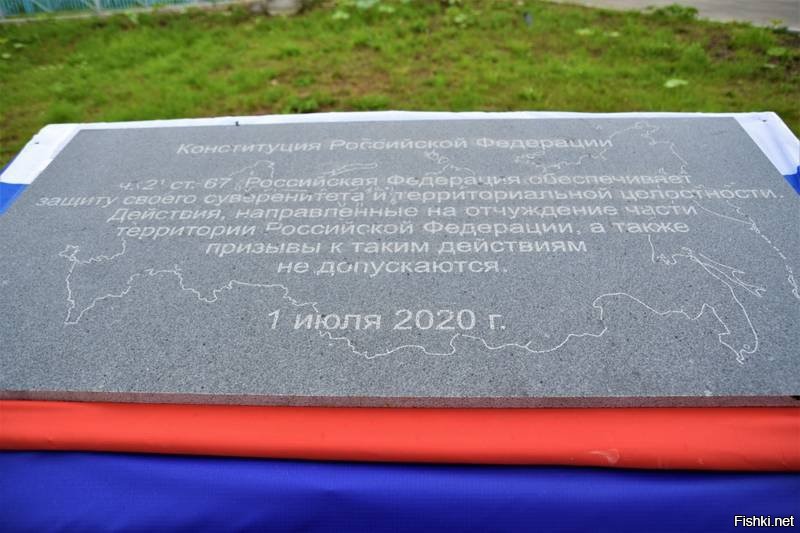 Конституция Российской Федерации
ч. 2¹ ст. 67. Российская Федерация обеспечивает
защиту своего суверенитета и территориальной целостности.
Действия, направленные на отчуждение части
территории Российской Федерации, а также
призывы к таким действиям
не допускаются.
1 июля 2020 г.
Fishki.net